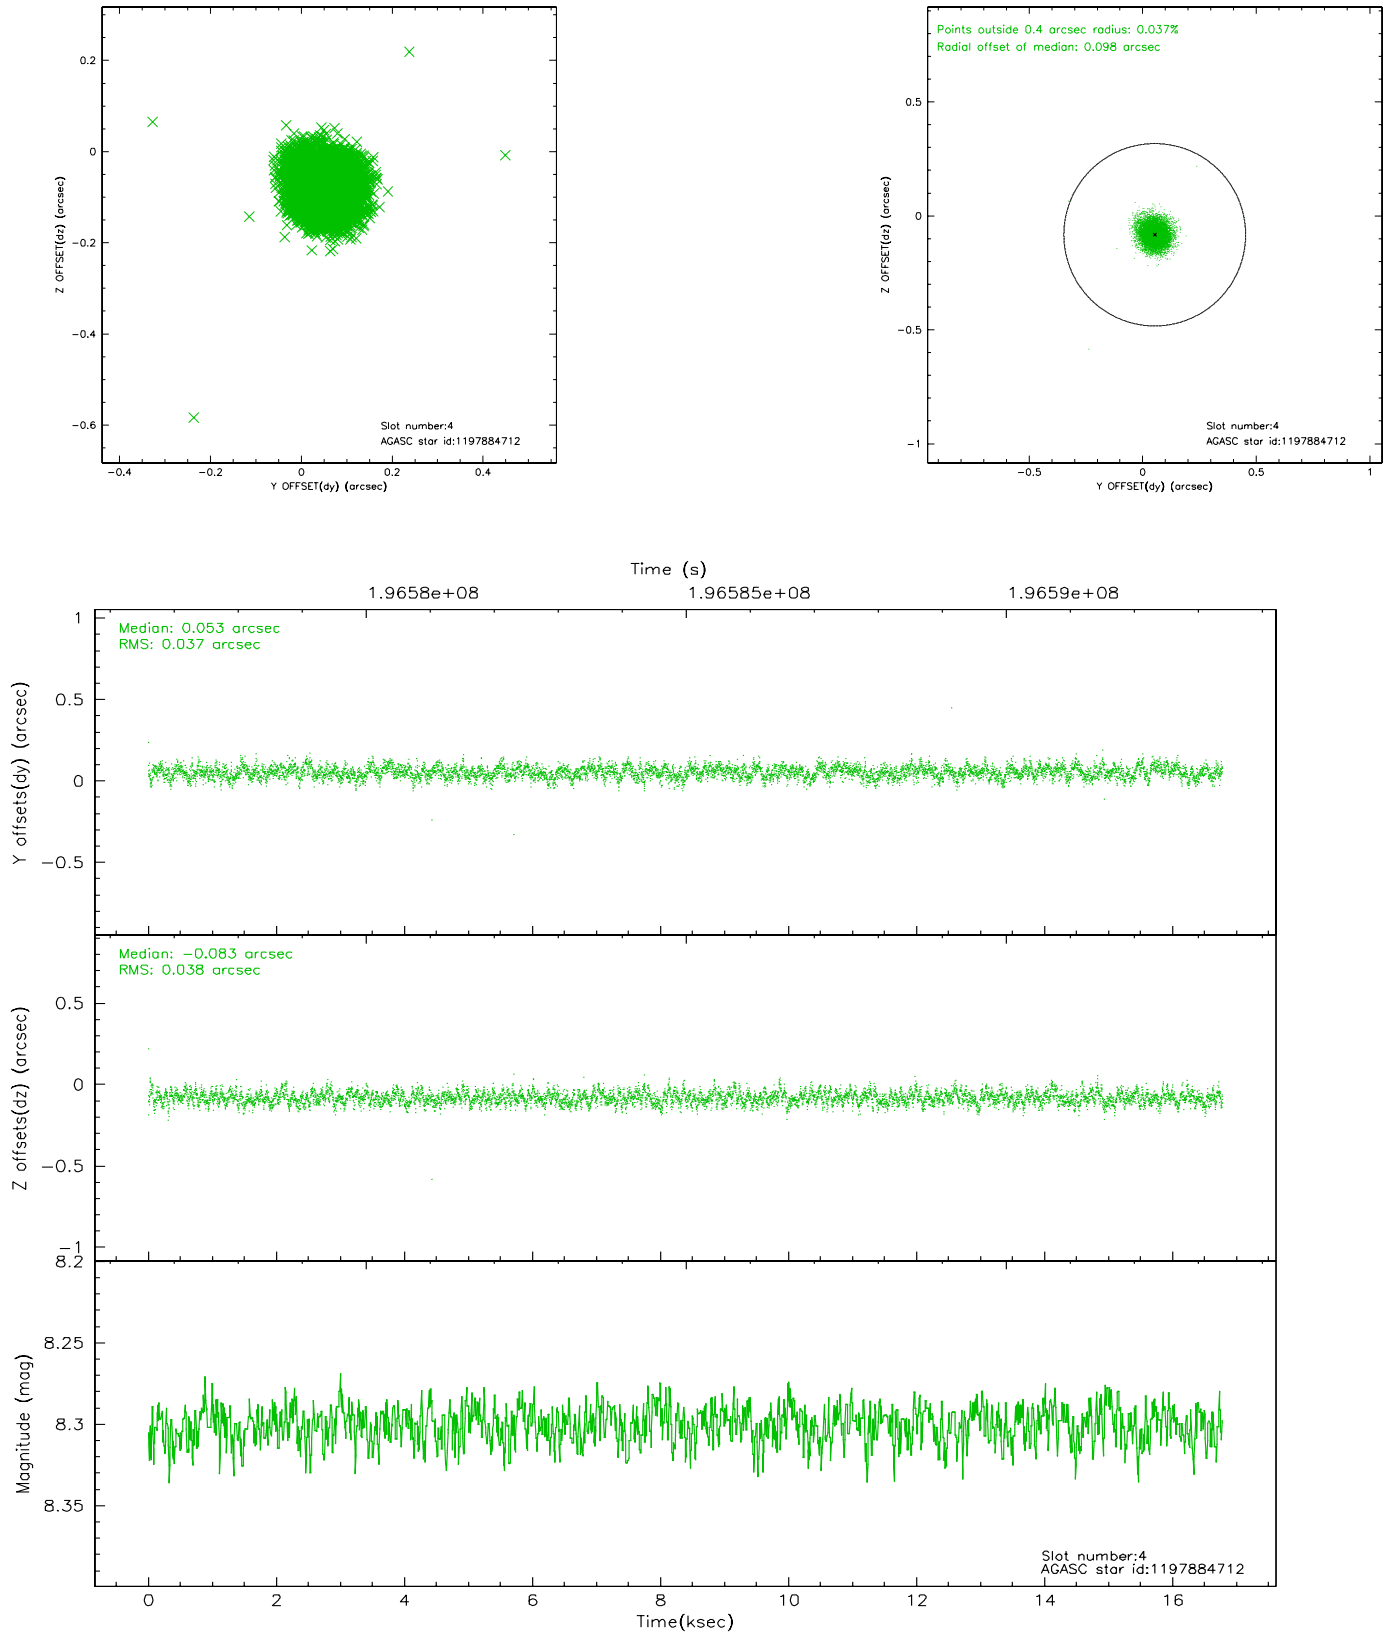 0.2
0
-0.2
-0.4
-0.6
-0.4
-0.2
0
0.2
0.4
Z OFFSET(dz) (arcsec)
Y OFFSET(dy) (arcsec)
Slot number:4
AGASC star id:1197884712
Points outside 0.4 arcsec radius: 0.037%
Radial offset of median: 0.098 arcsec
0.5
0
-0.5
-1
-0.5
0
0.5
1
Z OFFSET(dz) (arcsec)
Y OFFSET(dy) (arcsec)
Slot number:4
AGASC star id:1197884712
Time (s)
1.9658e+08
1.96585e+08
1.9659e+08
Median: 0.053 arcsec
RMS: 0.037 arcsec
1
0.5
0
-0.5
Y offsets(dy) (arcsec)
Median: -0.083 arcsec
RMS: 0.038 arcsec
0.5
0
-0.5
-1
Z offsets(dz) (arcsec)
8.2
8.25
8.3
8.35
Magnitude (mag)
Slot number:4
AGASC star id:1197884712
0
2
4
6
8
10
12
14
16
Time(ksec)